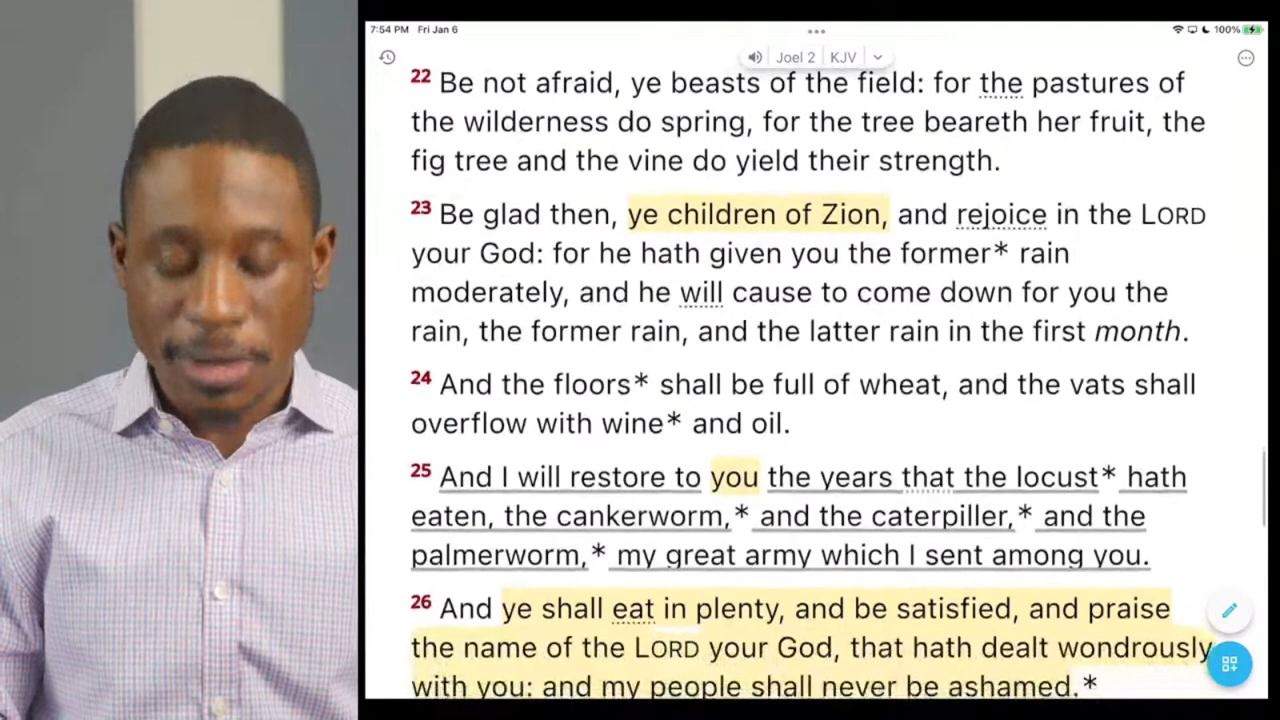 7:54 PM Fri Jan 6
100%
Joel 2 KJV
22 Be not afraid, ye beasts of the field: for the pastures of
the wilderness do spring, for the tree beareth her fruit, the
fig tree and the vine do yield their strength.
23 Be glad then, ye children of Zion, and rejoice in the LORD
your God: for he hath given you the former* rain
moderately, and he will cause to come down for you the
rain, the former rain, and the latter rain in the first month.
24 And the floors* shall be full of wheat, and the vats shall
overflow with wine* and oil.
25 And I will restore to you the years that the locust* hath
eaten, the cankerworm,* and the caterpiller,* and the
palmerworm,* my great army which I sent among you.
26 And ye shall eat in plenty, and be satisfied, and praise
the name of the LORD your God, that hath dealt wondrously
with you: and my people shall never be ashamed.*